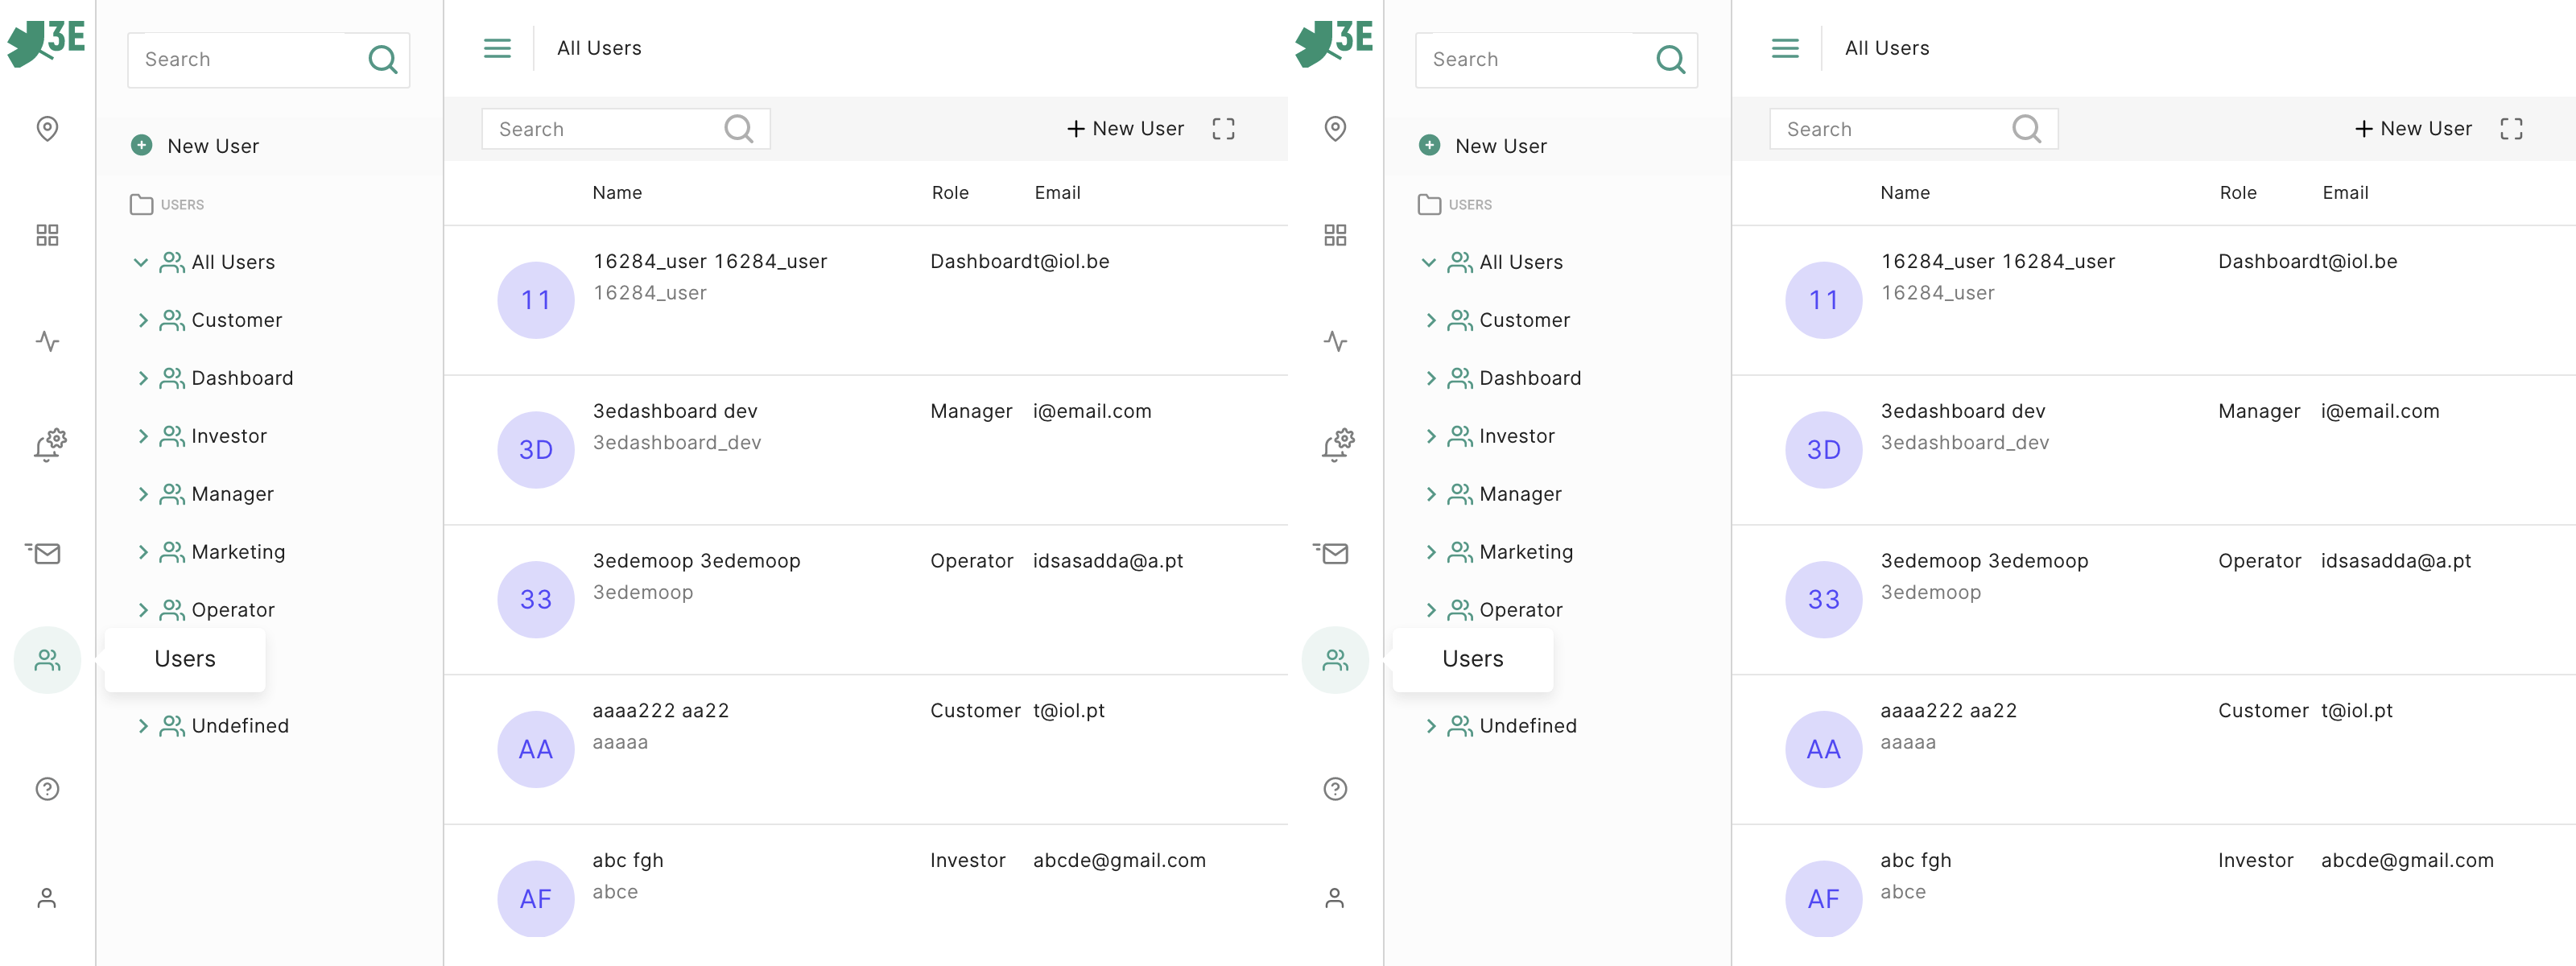 3E
Search
New User
USERS
All Users
Customer
Dashboard
Investor
Manager
Marketing
Operator
Users
Undefined
All Users
Search
+ New User
Name Role Email
11 16284_user 16284_user Dashboard t@iol.be
16284_user
3D 3edashboard dev Manager i@email.com
3edashboard_dev
33 3edemoop 3edemoop Operator idsasadda@a.pt
3edemoop
AA aaaa222 aa22 Customer t@iol.pt
aaaaa
AF abc fgh Investor abcde@gmail.com
abce
3E
Search
New User
USERS
All Users
Customer
Dashboard
Investor
Manager
Marketing
Operator
Users
Undefined
All Users
Search
+ New User
Name Role Email
11 16284_user 16284_user Dashboard t@iol.be
16284_user
3D 3edashboard dev Manager i@email.com
3edashboard_dev
33 3edemoop 3edemoop Operator idsasadda@a.pt
3edemoop
AA aaaa222 aa22 Customer t@iol.pt
aaaaa
AF abc fgh Investor abcde@gmail.com
abce